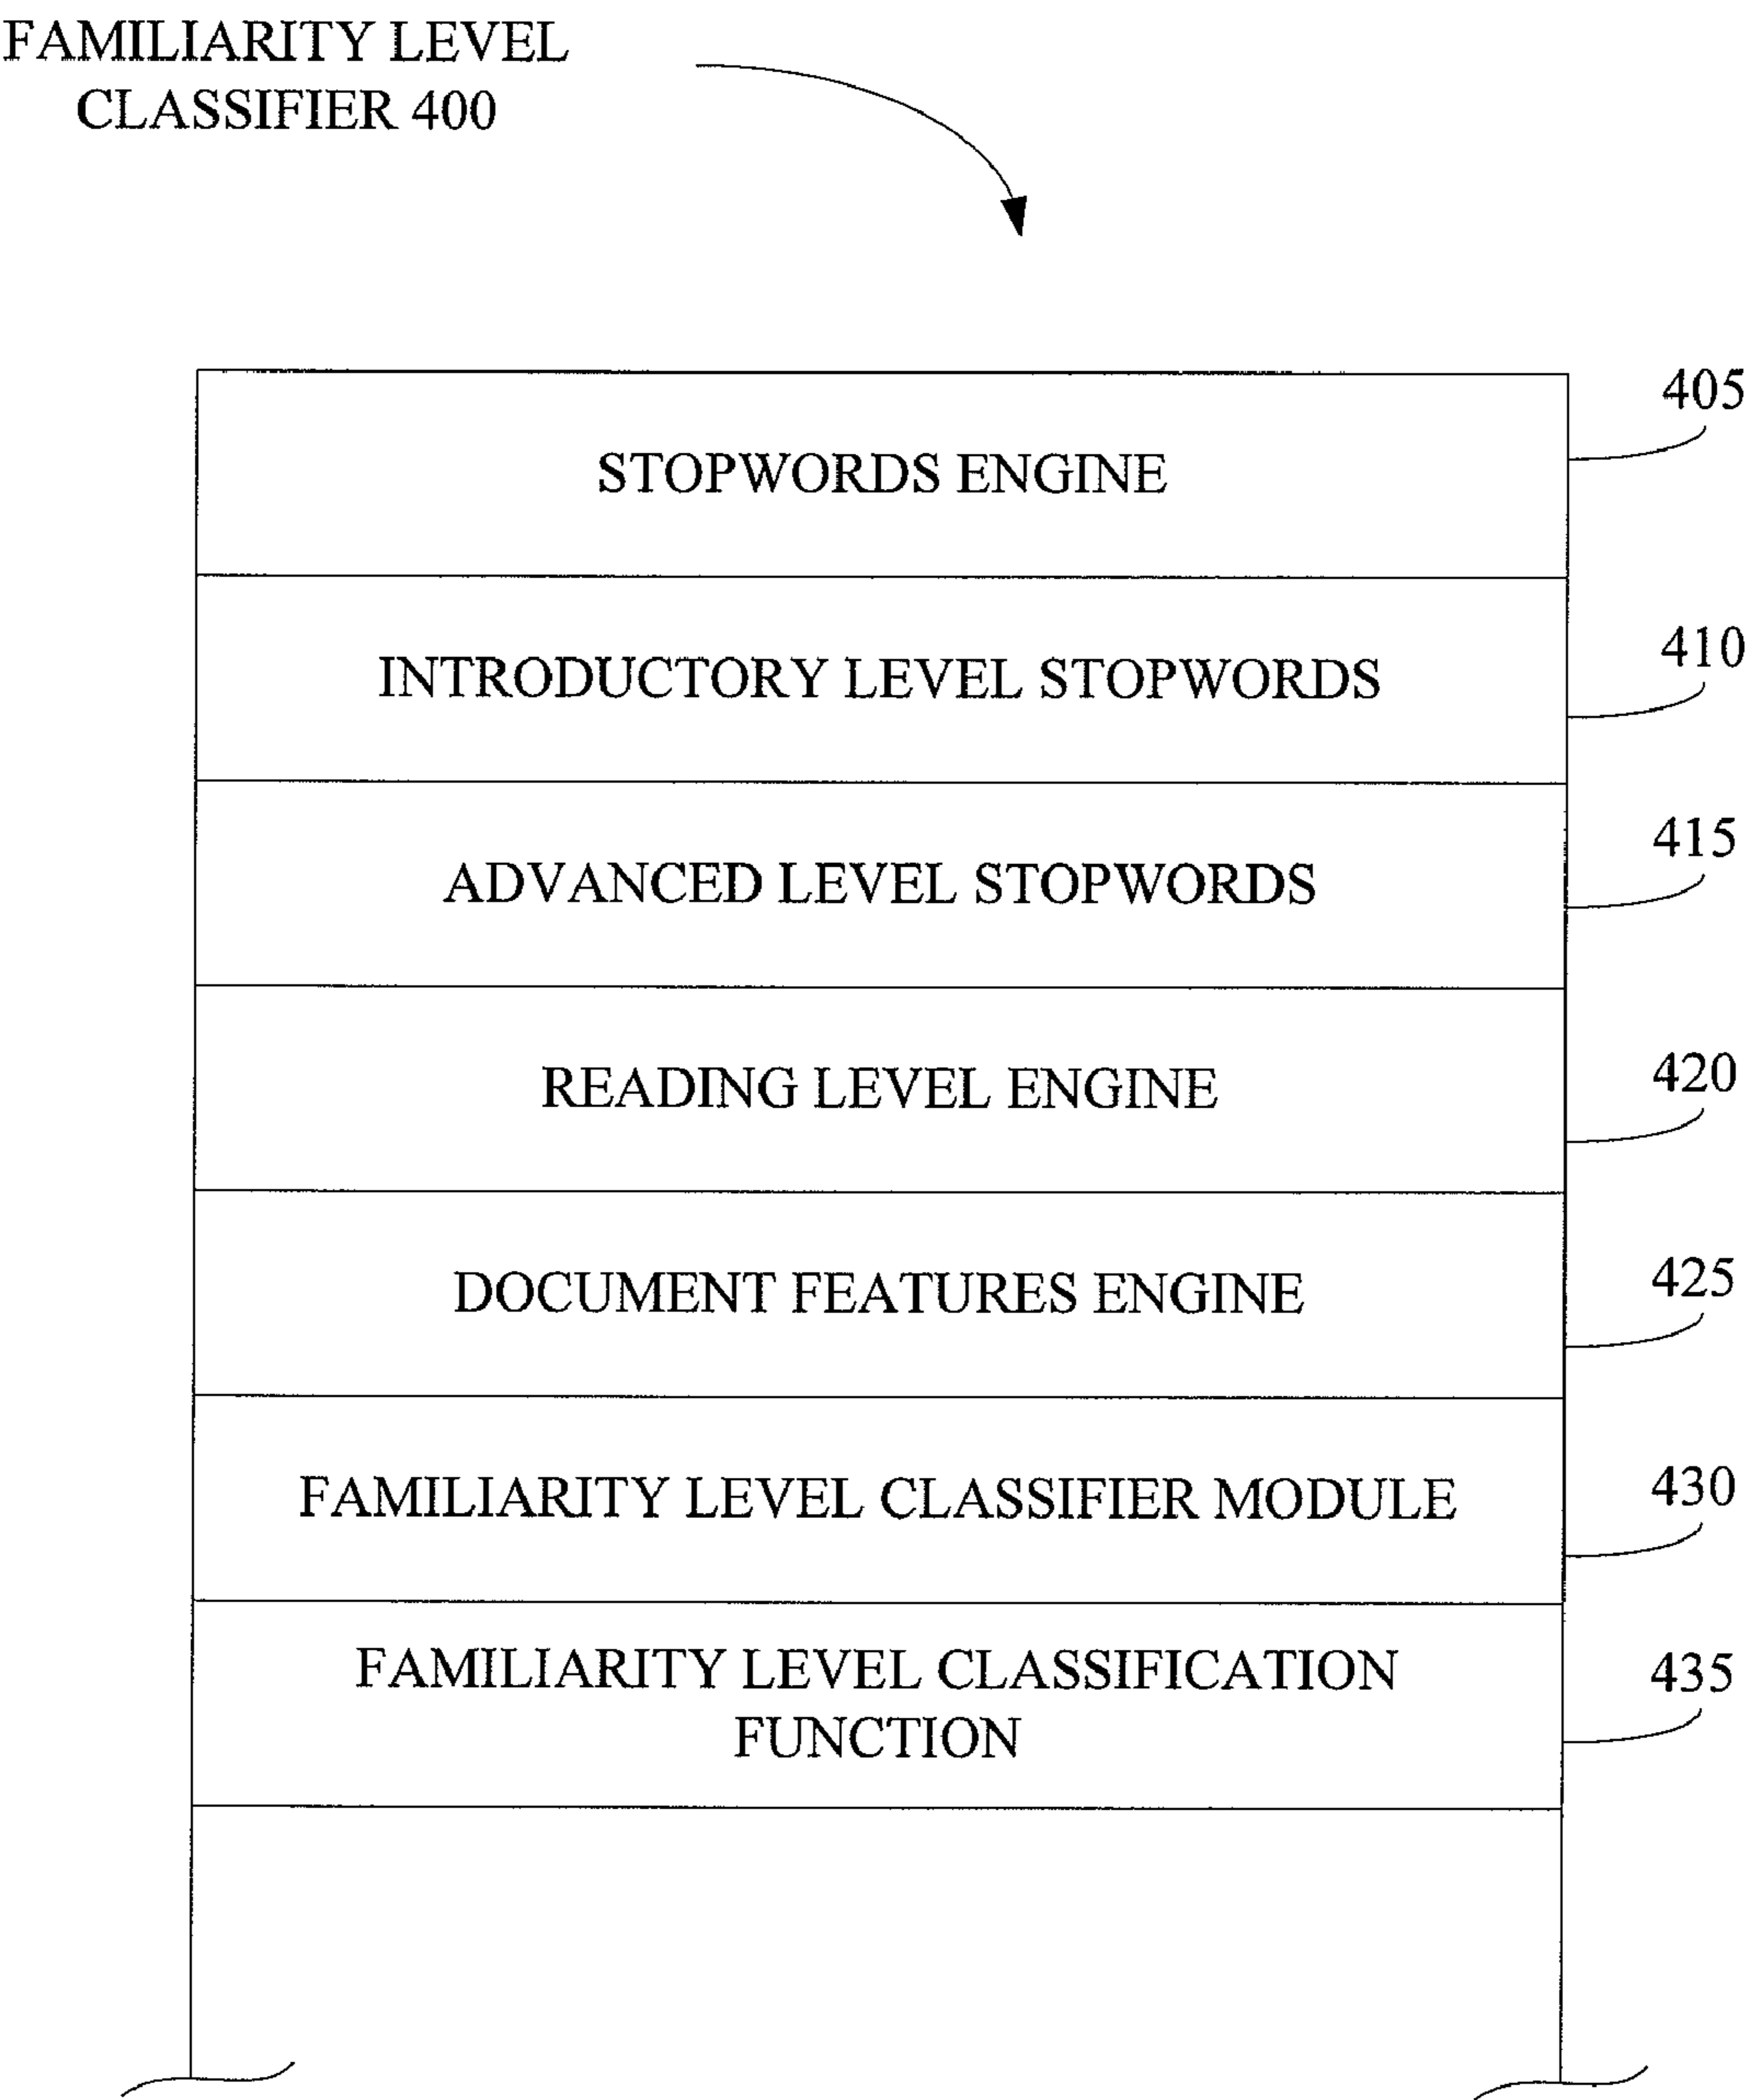 FAMILIARITY LEVEL
CLASSIFIER 400
405
STOPWORDS ENGINE
410
INTRODUCTORY LEVEL STOPWORDS
415
ADVANCED LEVEL STOPWORDS
420
READING LEVEL ENGINE
425
DOCUMENT FEATURES ENGINE
430
FAMILIARITY LEVEL CLASSIFIER MODULE
435
FAMILIARITY LEVEL CLASSIFICATION
FUNCTION